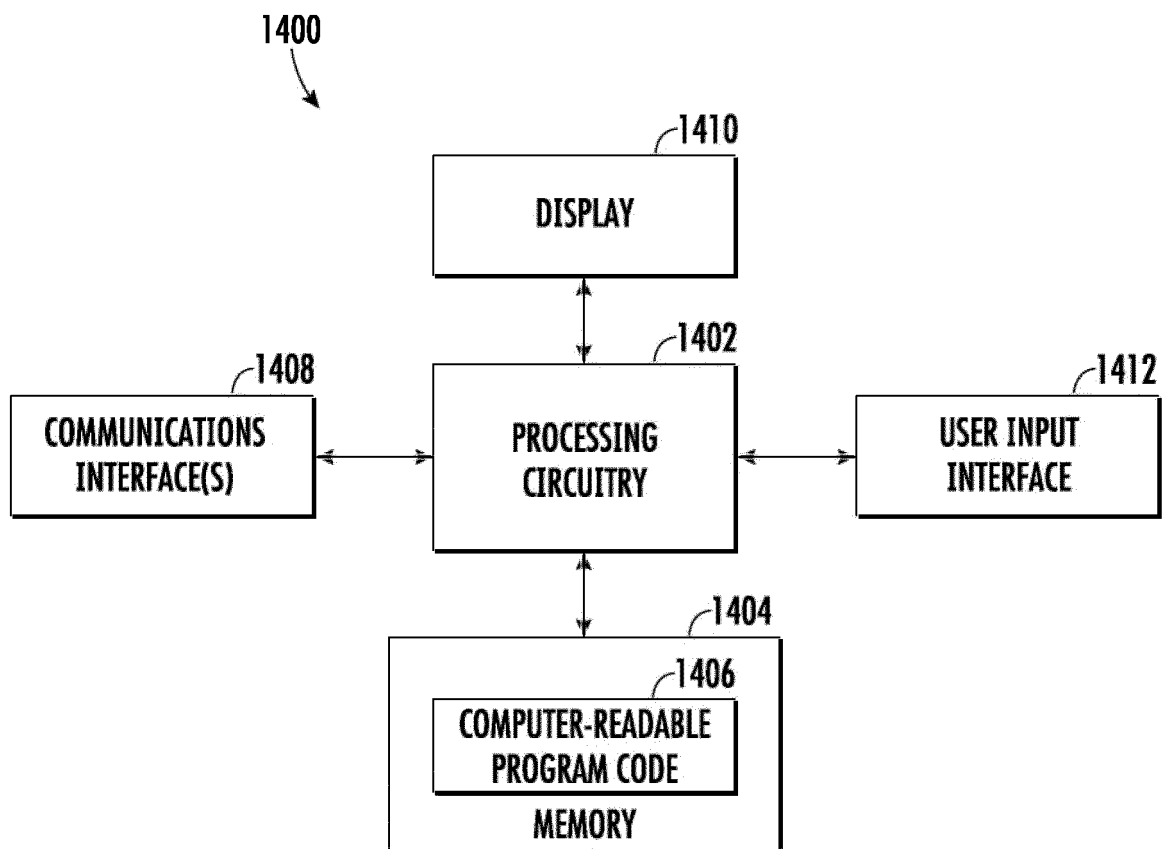 1400
1410
DISPLAY
1402
1408
1412
COMMUNICATIONS
INTERFACE(S)
PROCESSING
CIRCUITRY
USER INPUT
INTERFACE
1404
1406
COMPUTER-READABLE
PROGRAM CODE
MEMORY